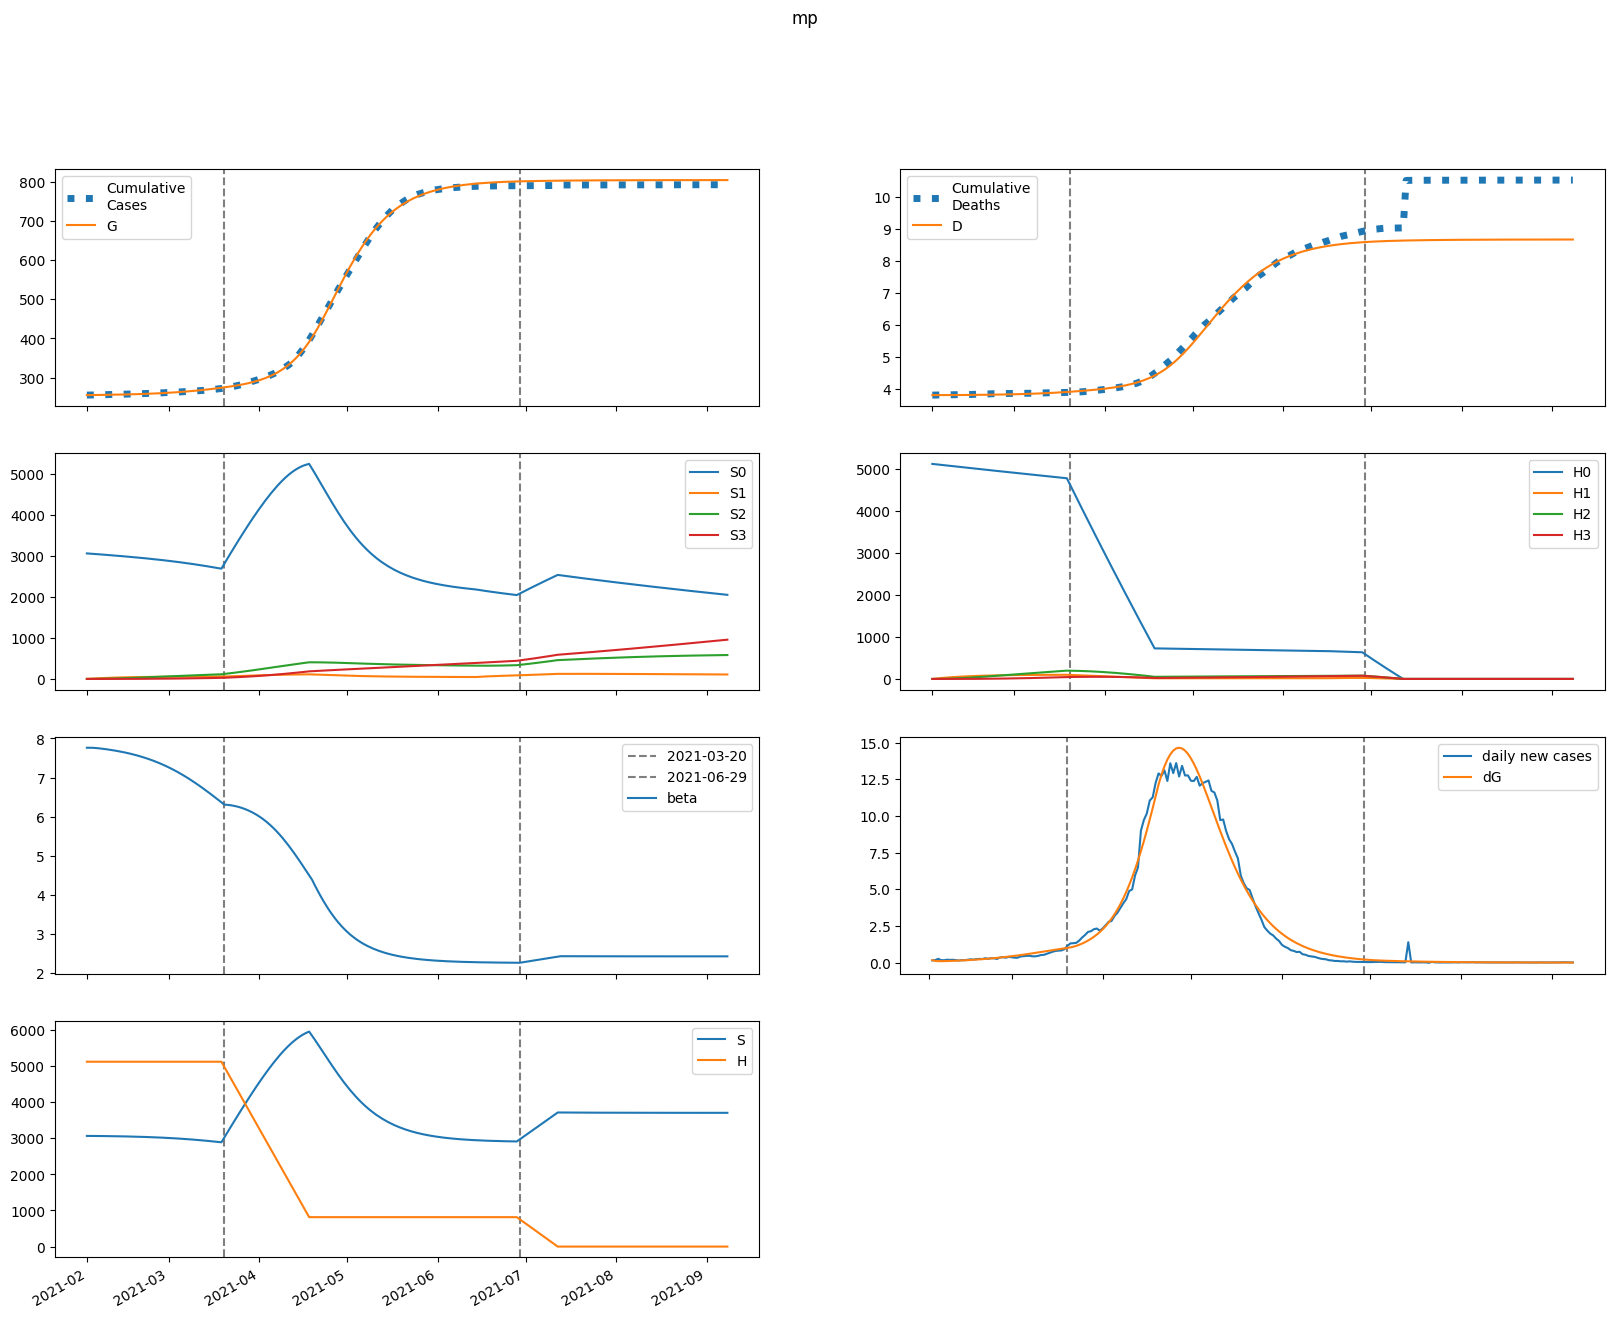 mp
800
700
600
500
400
300
Cumulative
Cases
G
10
9
8
7
6
5
4
Cumulative
Deaths
D
5000
4000
3000
2000
1000
0
S0
S1
S2
S3
5000
4000
3000
2000
1000
0
H0
H1
H2
H3
8
7
6
5
4
3
2
2021-03-20
2021-06-29
beta
15.0
12.5
10.0
7.5
5.0
2.5
0.0
daily new cases
dG
6000
5000
4000
3000
2000
1000
0
S
H
2021-02
2021-03
2021-04
2021-05
2021-06
2021-07
2021-08
2021-09